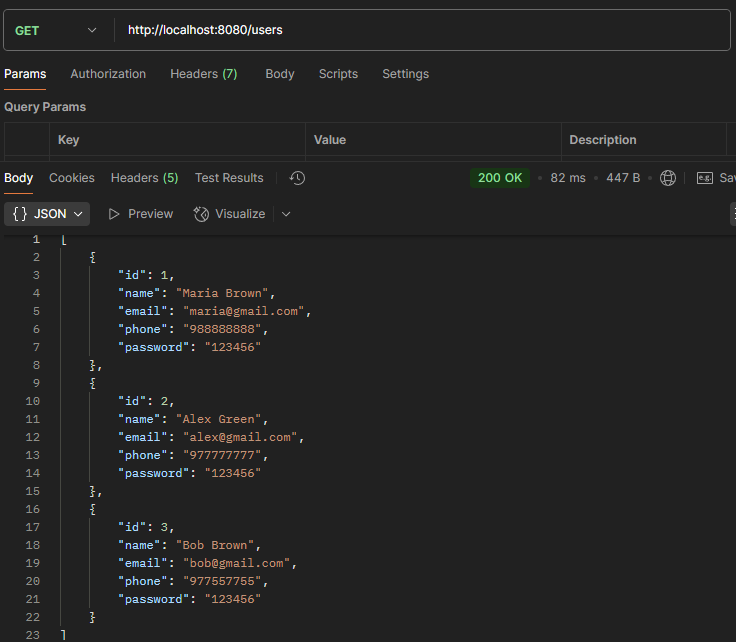 GET http://localhost:8080/users
Params Authorization Headers (7) Body Scripts Settings
Query Params
Key Value Description
Body Cookies Headers (5) Test Results 200 OK • 82 ms • 447 B • e.g. Sav
{} JSON Preview Visualize
1 [
2 {
3 "id": 1,
4 "name": "Maria Brown",
5 "email": "maria@gmail.com",
6 "phone": "988888888",
7 "password": "123456"
8 },
9 {
10 "id": 2,
11 "name": "Alex Green",
12 "email": "alex@gmail.com",
13 "phone": "977777777",
14 "password": "123456"
15 },
16 {
17 "id": 3,
18 "name": "Bob Brown",
19 "email": "bob@gmail.com",
20 "phone": "977557755",
21 "password": "123456"
22 }
23 ]